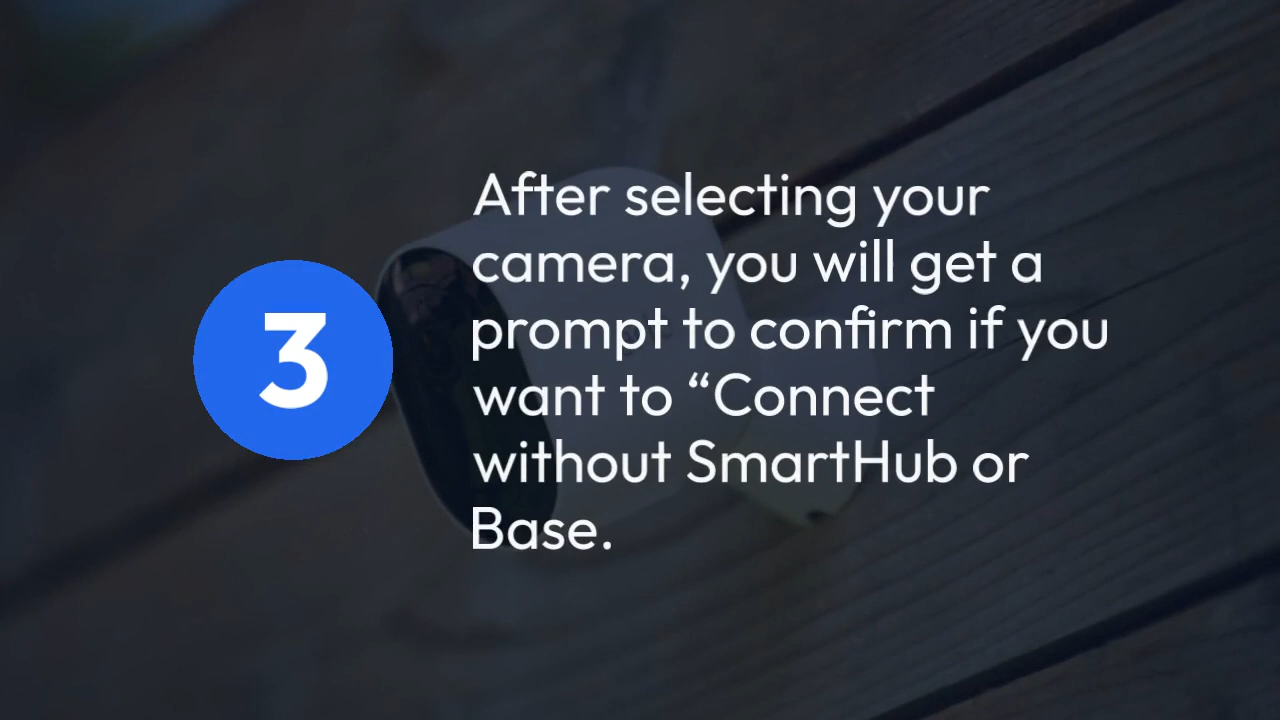 3
After selecting your
camera, you will get a
prompt to confirm if you
want to “Connect
without SmartHub or
Base.